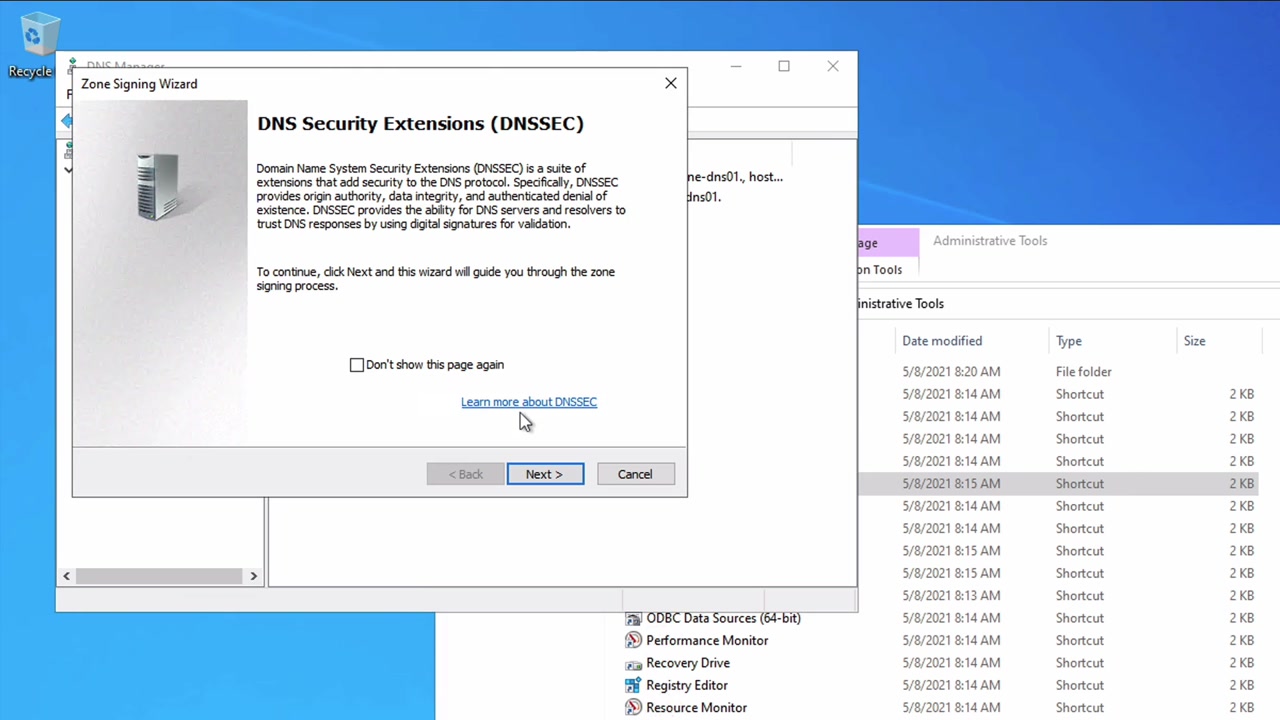 Recycle
DNS Manager
Zone Signing Wizard
DNS Security Extensions (DNSSEC)
Domain Name System Security Extensions (DNSSEC) is a suite of
extensions that add security to the DNS protocol. Specifically, DNSSEC
provides origin authority, data integrity, and authenticated denial of
existence. DNSSEC provides the ability for DNS servers and resolvers to
trust DNS responses by using digital signatures for validation.
To continue, click Next and this wizard will guide you through the zone
signing process.
Don't show this page again
Learn more about DNSSEC
< Back
Next >
Cancel
ne-dns01., host...
dns01.
age
Administrative Tools
on Tools
inistrative Tools
Date modified Type Size
5/8/2021 8:20 AM File folder
5/8/2021 8:14 AM Shortcut 2 KB
5/8/2021 8:14 AM Shortcut 2 KB
5/8/2021 8:14 AM Shortcut 2 KB
5/8/2021 8:14 AM Shortcut 2 KB
5/8/2021 8:15 AM Shortcut 2 KB
5/8/2021 8:14 AM Shortcut 2 KB
5/8/2021 8:14 AM Shortcut 2 KB
5/8/2021 8:15 AM Shortcut 2 KB
5/8/2021 8:15 AM Shortcut 2 KB
5/8/2021 8:13 AM Shortcut 2 KB
ODBC Data Sources (64-bit) 5/8/2021 8:14 AM Shortcut 2 KB
Performance Monitor 5/8/2021 8:14 AM Shortcut 2 KB
Recovery Drive 5/8/2021 8:14 AM Shortcut 2 KB
Registry Editor 5/8/2021 8:14 AM Shortcut 2 KB
Resource Monitor 5/8/2021 8:14 AM Shortcut 2 KB